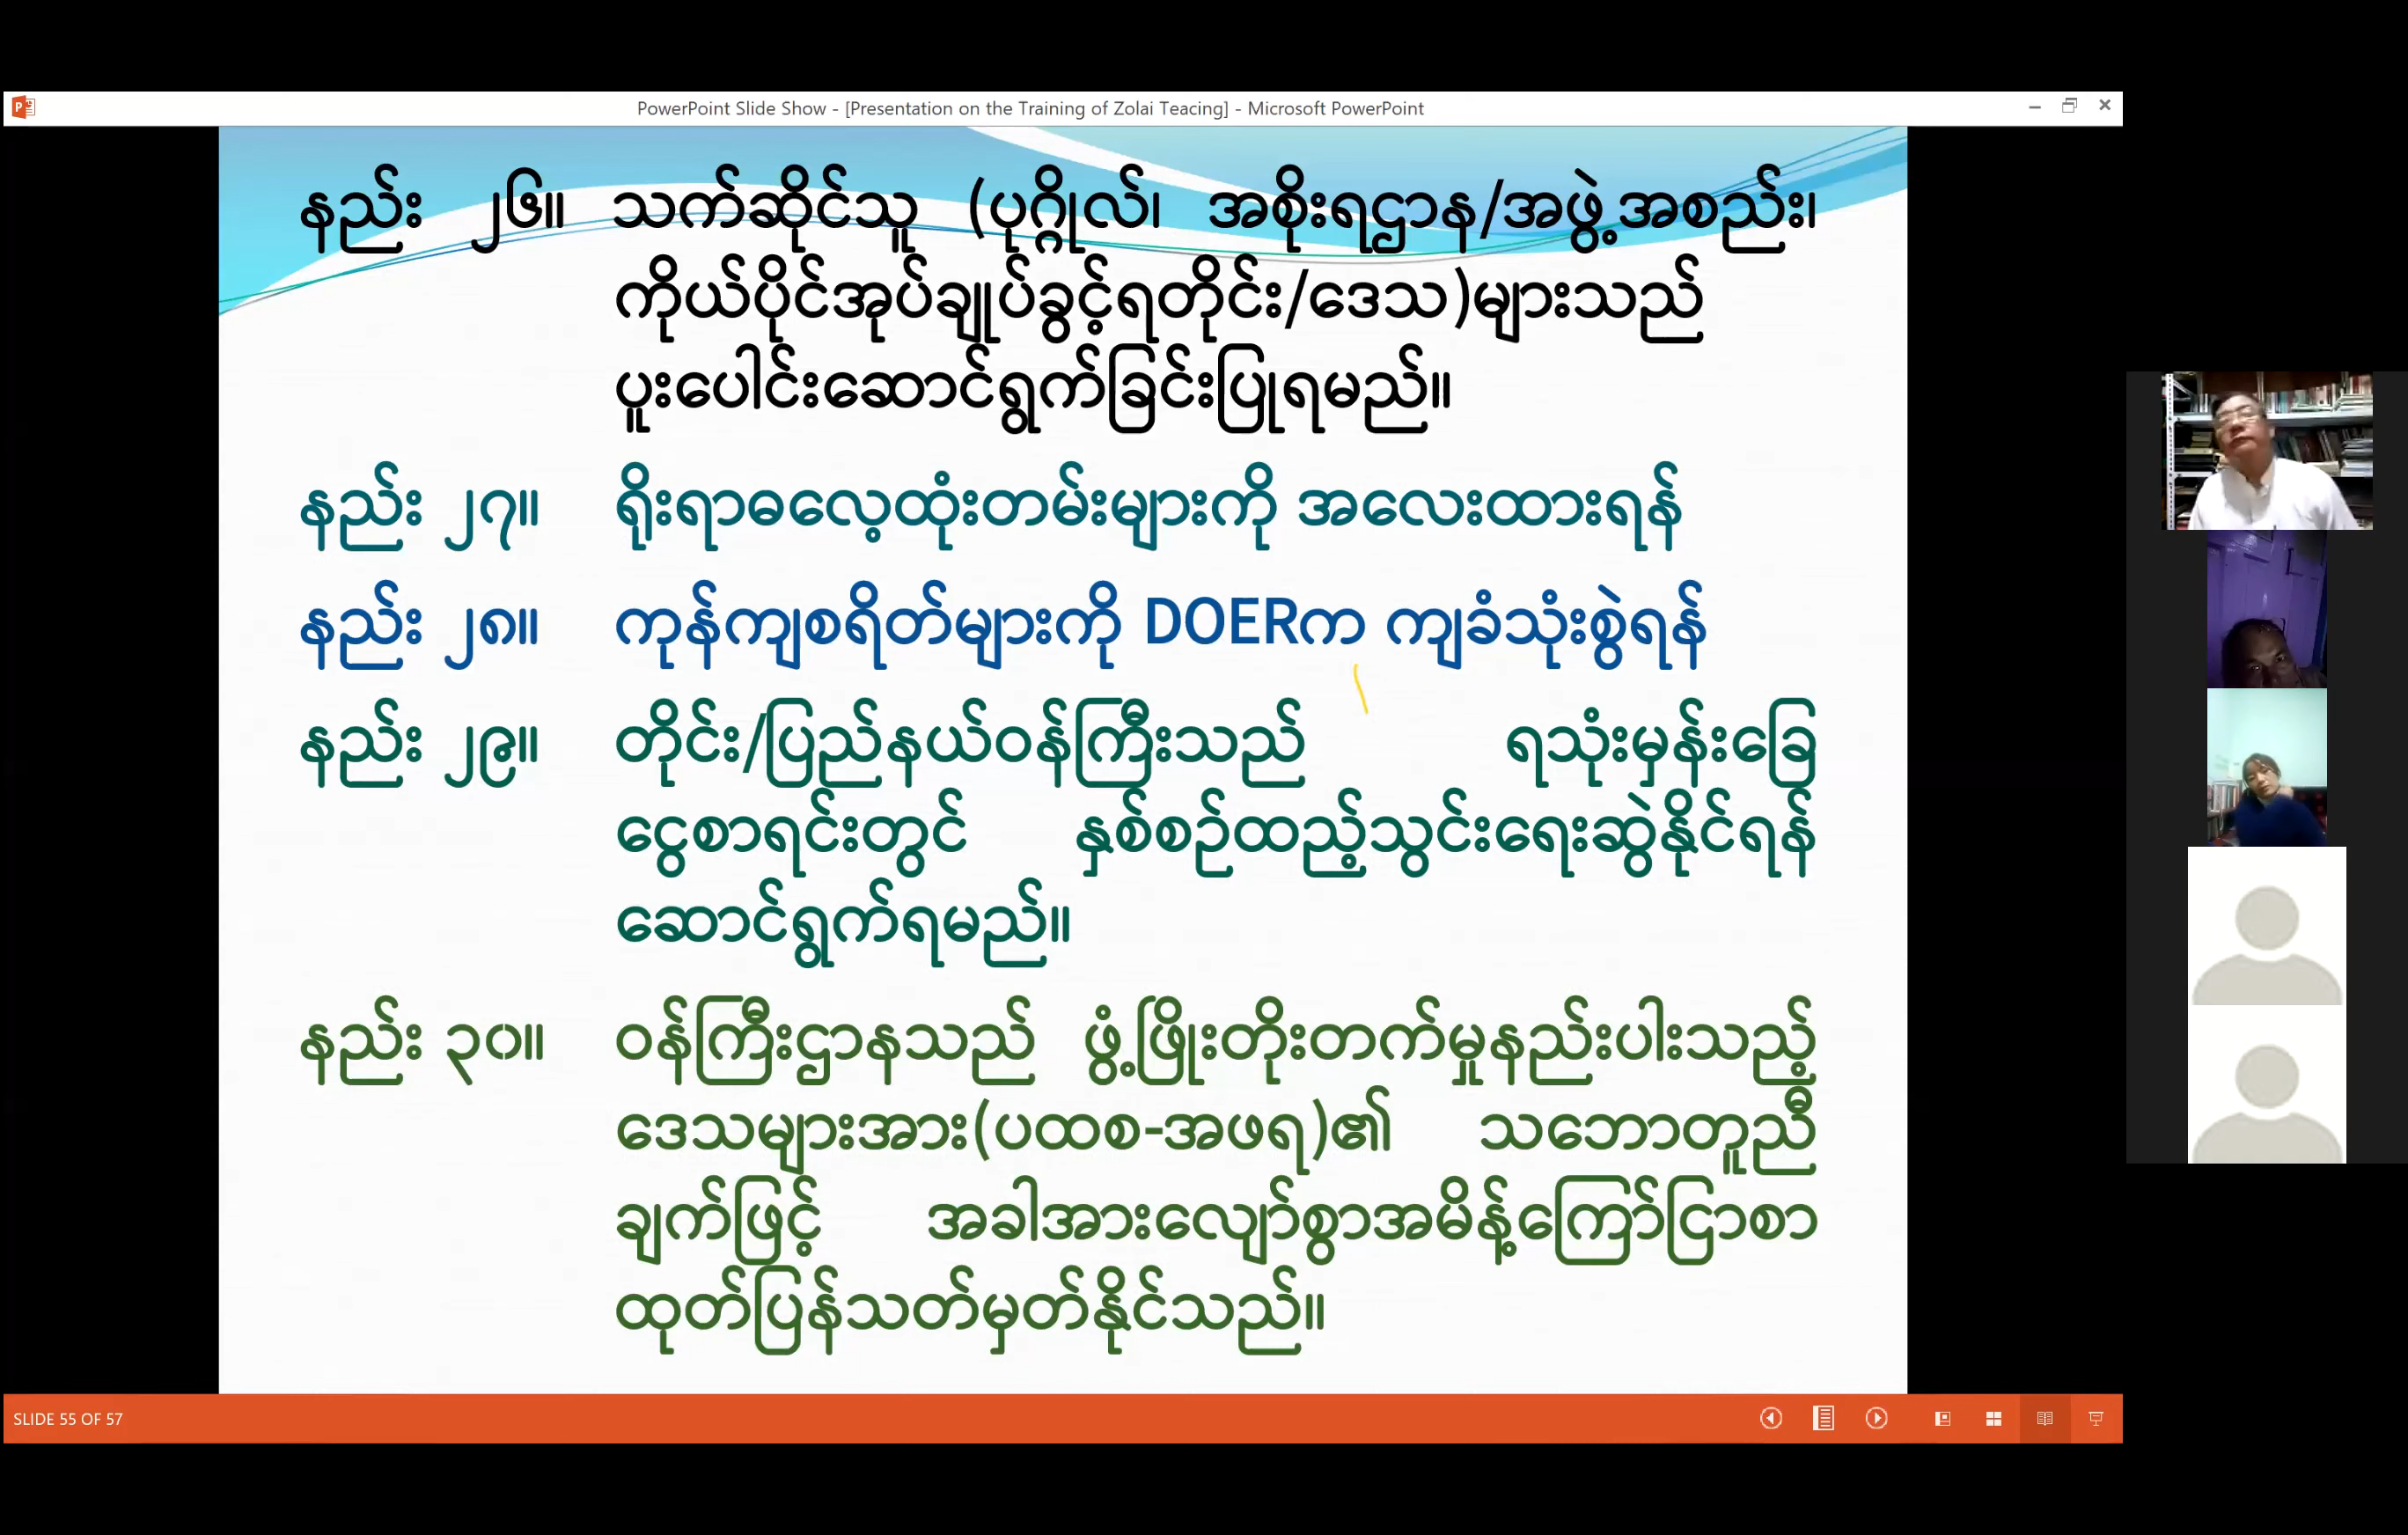 PowerPoint Slide Show - [Presentation on the Training of Zolai Teacing] - Microsoft PowerPoint
နည်း ၂၆။ သက်ဆိုင်သူ (ပုဂ္ဂိုလ်၊ အစိုးရဌာန/အဖွဲ့အစည်း၊
ကိုယ်ပိုင်အုပ်ချုပ်ခွင့်ရတိုင်း/ဒေသ)များသည်
ပူးပေါင်းဆောင်ရွက်ခြင်းပြုရမည်။
နည်း ၂၇။ ရိုးရာဓလေ့ထုံးတမ်းများကို အလေးထားရန်
နည်း ၂၈။ ကုန်ကျစရိတ်များကို DOERက ကျခံသုံးစွဲရန်
နည်း ၂၉။ တိုင်း/ပြည်နယ်ဝန်ကြီးသည် ရသုံးမှန်းခြေ
ငွေစာရင်းတွင် နှစ်စဉ်ထည့်သွင်းရေးဆွဲနိုင်ရန်
ဆောင်ရွက်ရမည်။
နည်း ၃၀။ ဝန်ကြီးဌာနသည် ဖွံ့ဖြိုးတိုးတက်မှုနည်းပါးသည့်
ဒေသများအား(ပထစ-အဖရ)၏ သဘောတူညီ
ချက်ဖြင့် အခါအားလျော်စွာအမိန့်ကြော်ငြာစာ
ထုတ်ပြန်သတ်မှတ်နိုင်သည်။
SLIDE 55 OF 57